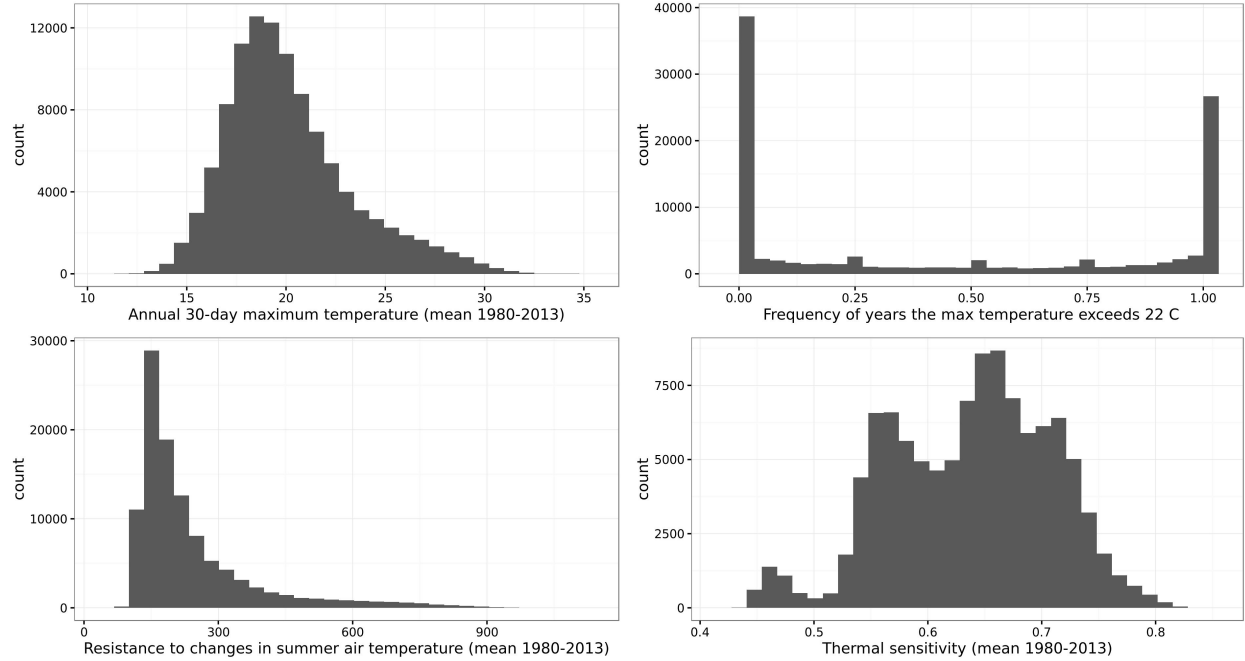 12000
8000
4000
0
count
10 15 20 25 30 35
Annual 30-day maximum temperature (mean 1980-2013)
40000
30000
20000
10000
0
count
0.00 0.25 0.50 0.75 1.00
Frequency of years the max temperature exceeds 22 C
30000
20000
10000
0
count
0 300 600 900
Resistance to changes in summer air temperature (mean 1980-2013)
7500
5000
2500
0
count
0.4 0.5 0.6 0.7 0.8
Thermal sensitivity (mean 1980-2013)